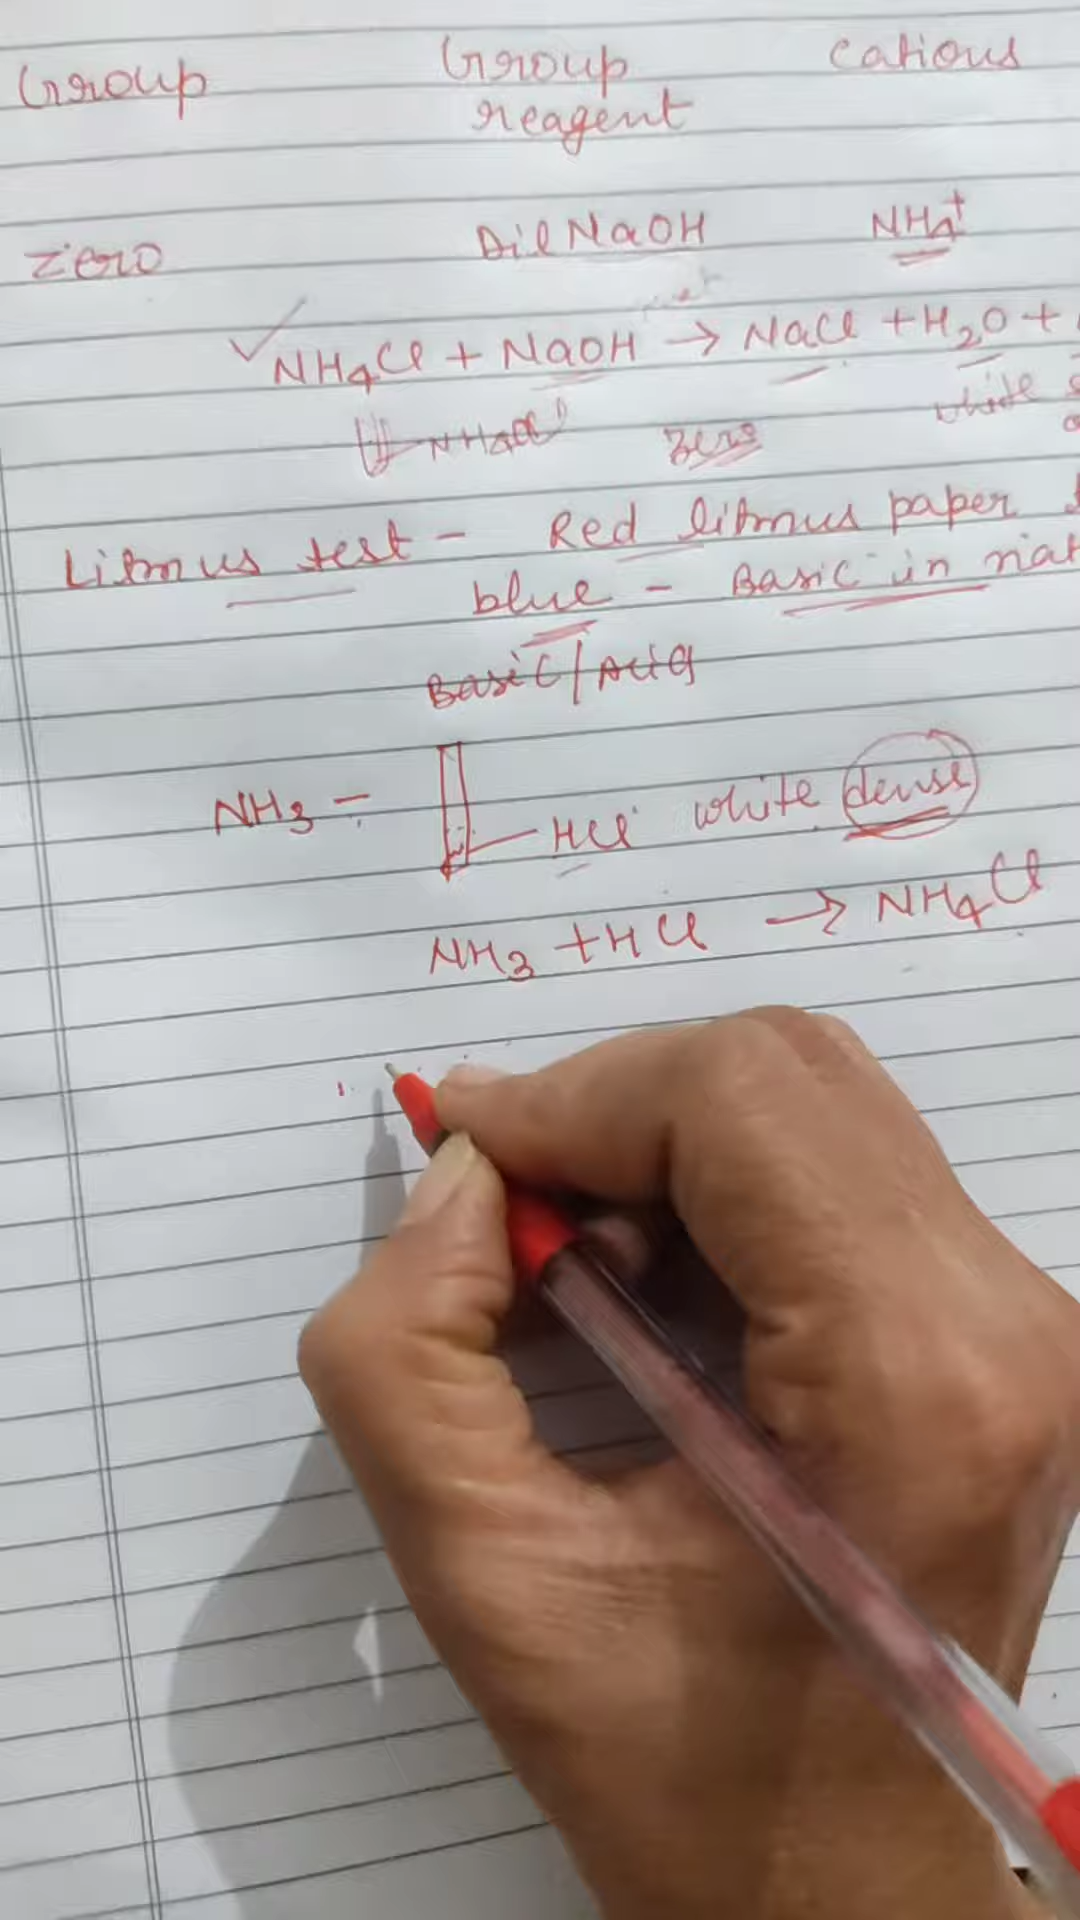 Group Group cations
reagent
zero Dil NaOH NH4+
NH4Cl + NaOH → NaCl + H2O +
NH4Cl zero white
Litmus test - Red litmus paper
blue - Basic in nat
Basic/Acid
NH3 -
HCl white dense
NH3 + HCl → NH4Cl